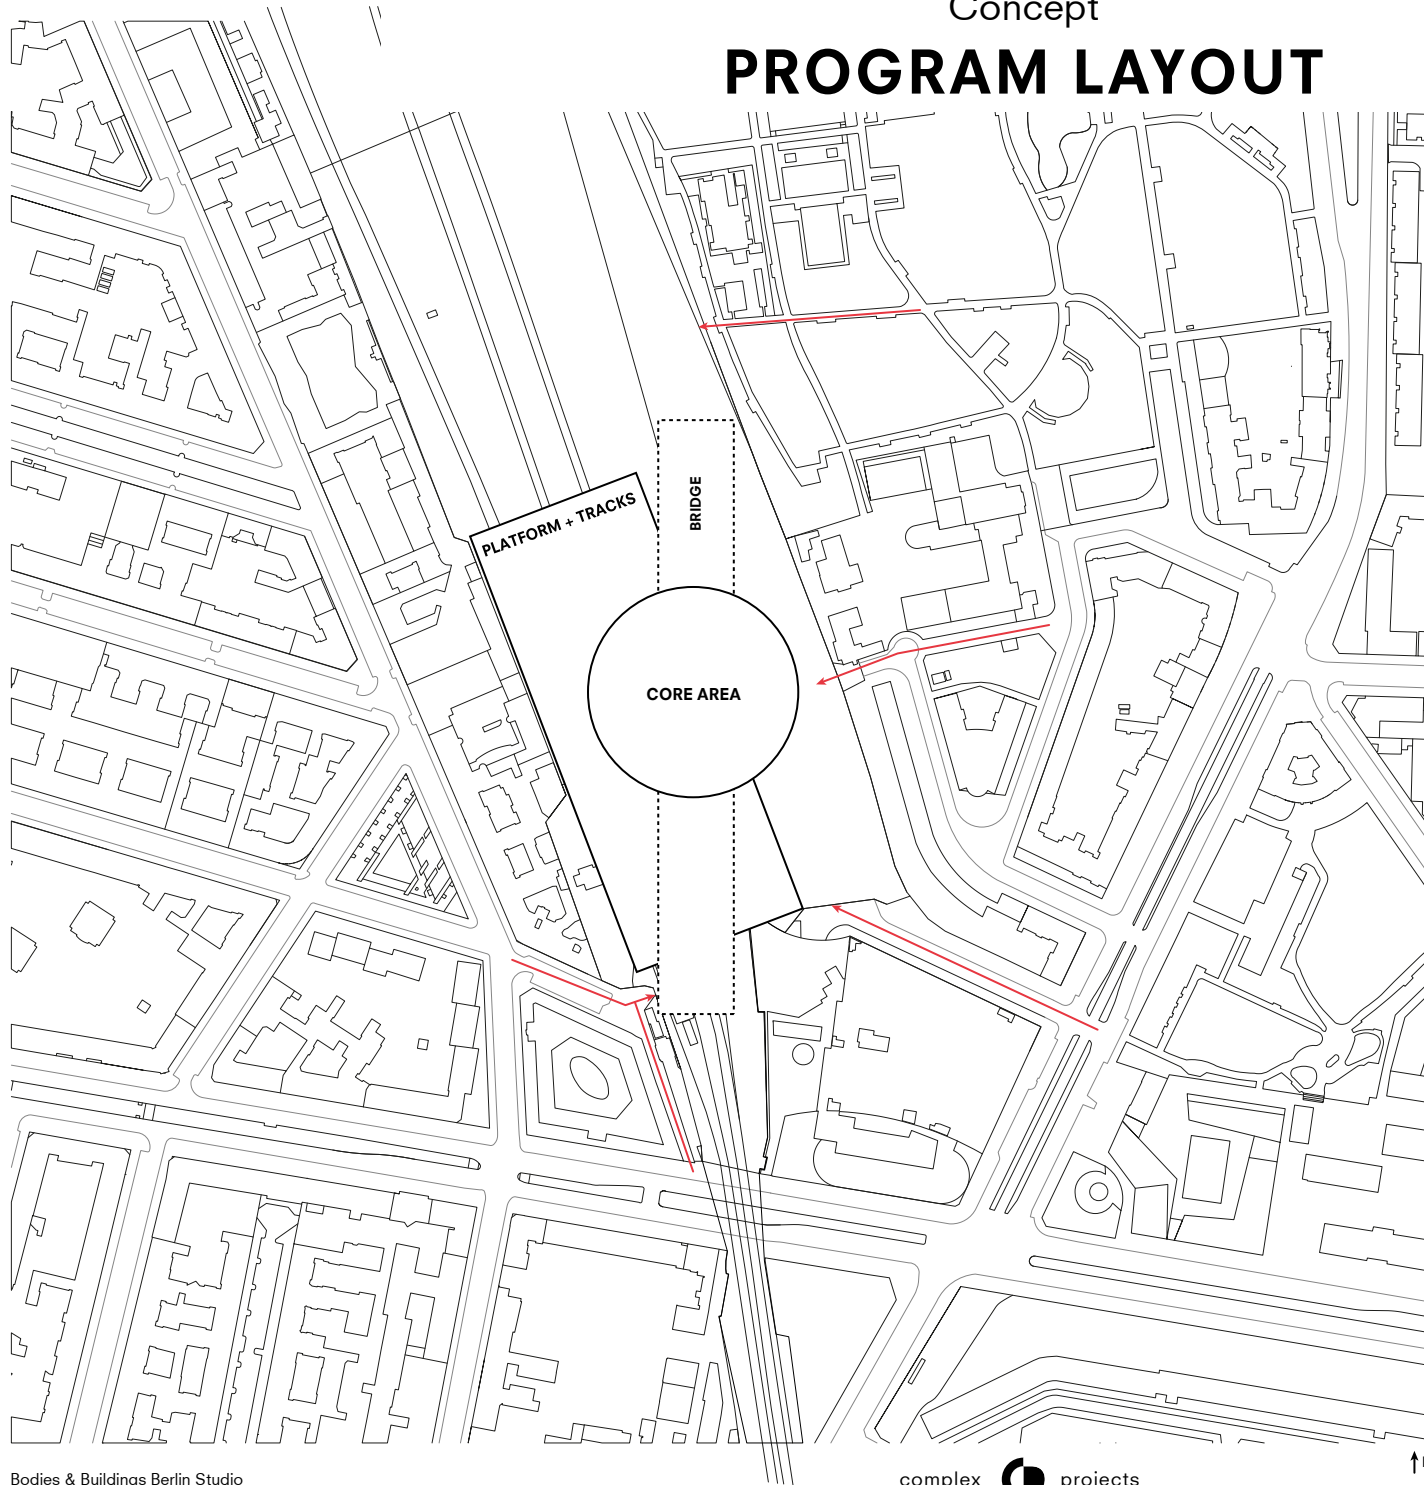 Concept
PROGRAM LAYOUT
BRIDGE
PLATFORM + TRACKS
CORE AREA
Bodies & Buildings Berlin Studio
complex projects